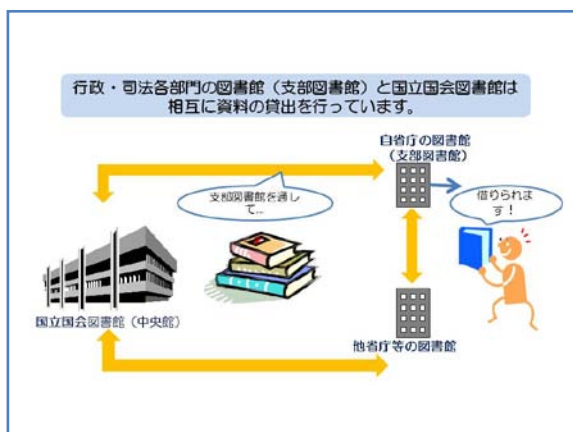 行政・司法各部門の図書館（支部図書館）と国立国会図書館は
相互に資料の貸出を行っています。
自省庁の図書館
（支部図書館）
支部図書館を通し
て…
借りられま
す！
国立国会図書館（中央館）
他省庁等の図書館